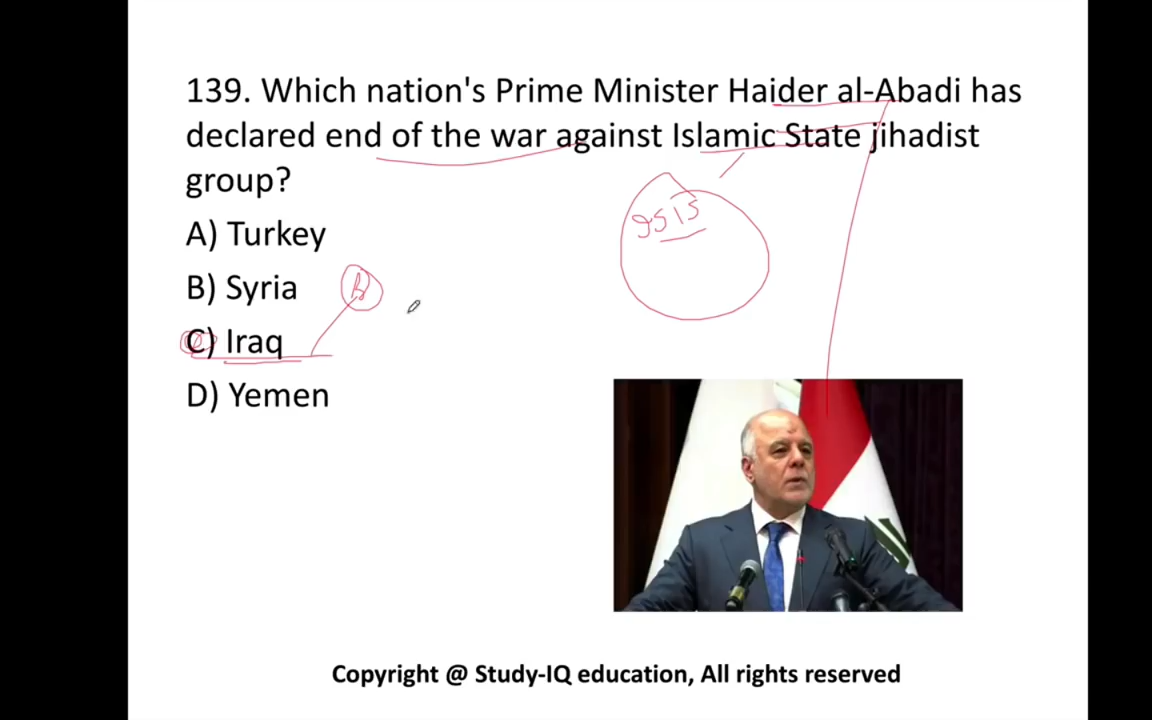 139. Which nation's Prime Minister Haider al-Abadi has
declared end of the war against Islamic State jihadist
group?
A) Turkey
B) Syria
C) Iraq
D) Yemen
Copyright @ Study-IQ education, All rights reserved